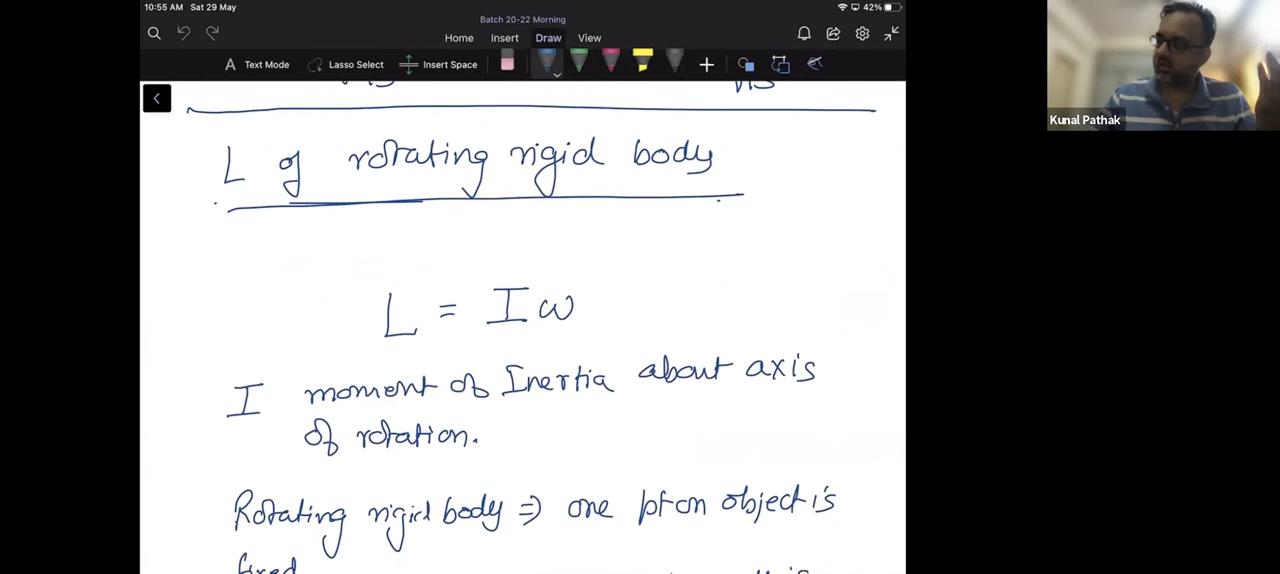 10:55 AM Sat 29 May
42%
Batch 20-22 Morning
Home Insert Draw View
Text Mode Lasso Select Insert Space
Kunal Pathak
L of rotating rigid body
L = I ω
I moment of Inertia about axis
of rotation.
Rotating rigid body ⇒ one pt on object is
fixed